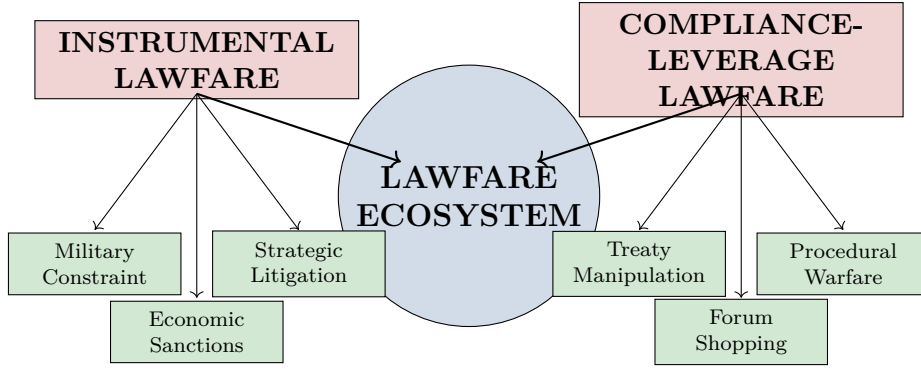 INSTRUMENTAL
LAWFARE
COMPLIANCE-
LEVERAGE
LAWFARE
LAWFARE
ECOSYSTEM
Military
Constraint
Strategic
Litigation
Economic
Sanctions
Treaty
Manipulation
Procedural
Warfare
Forum
Shopping